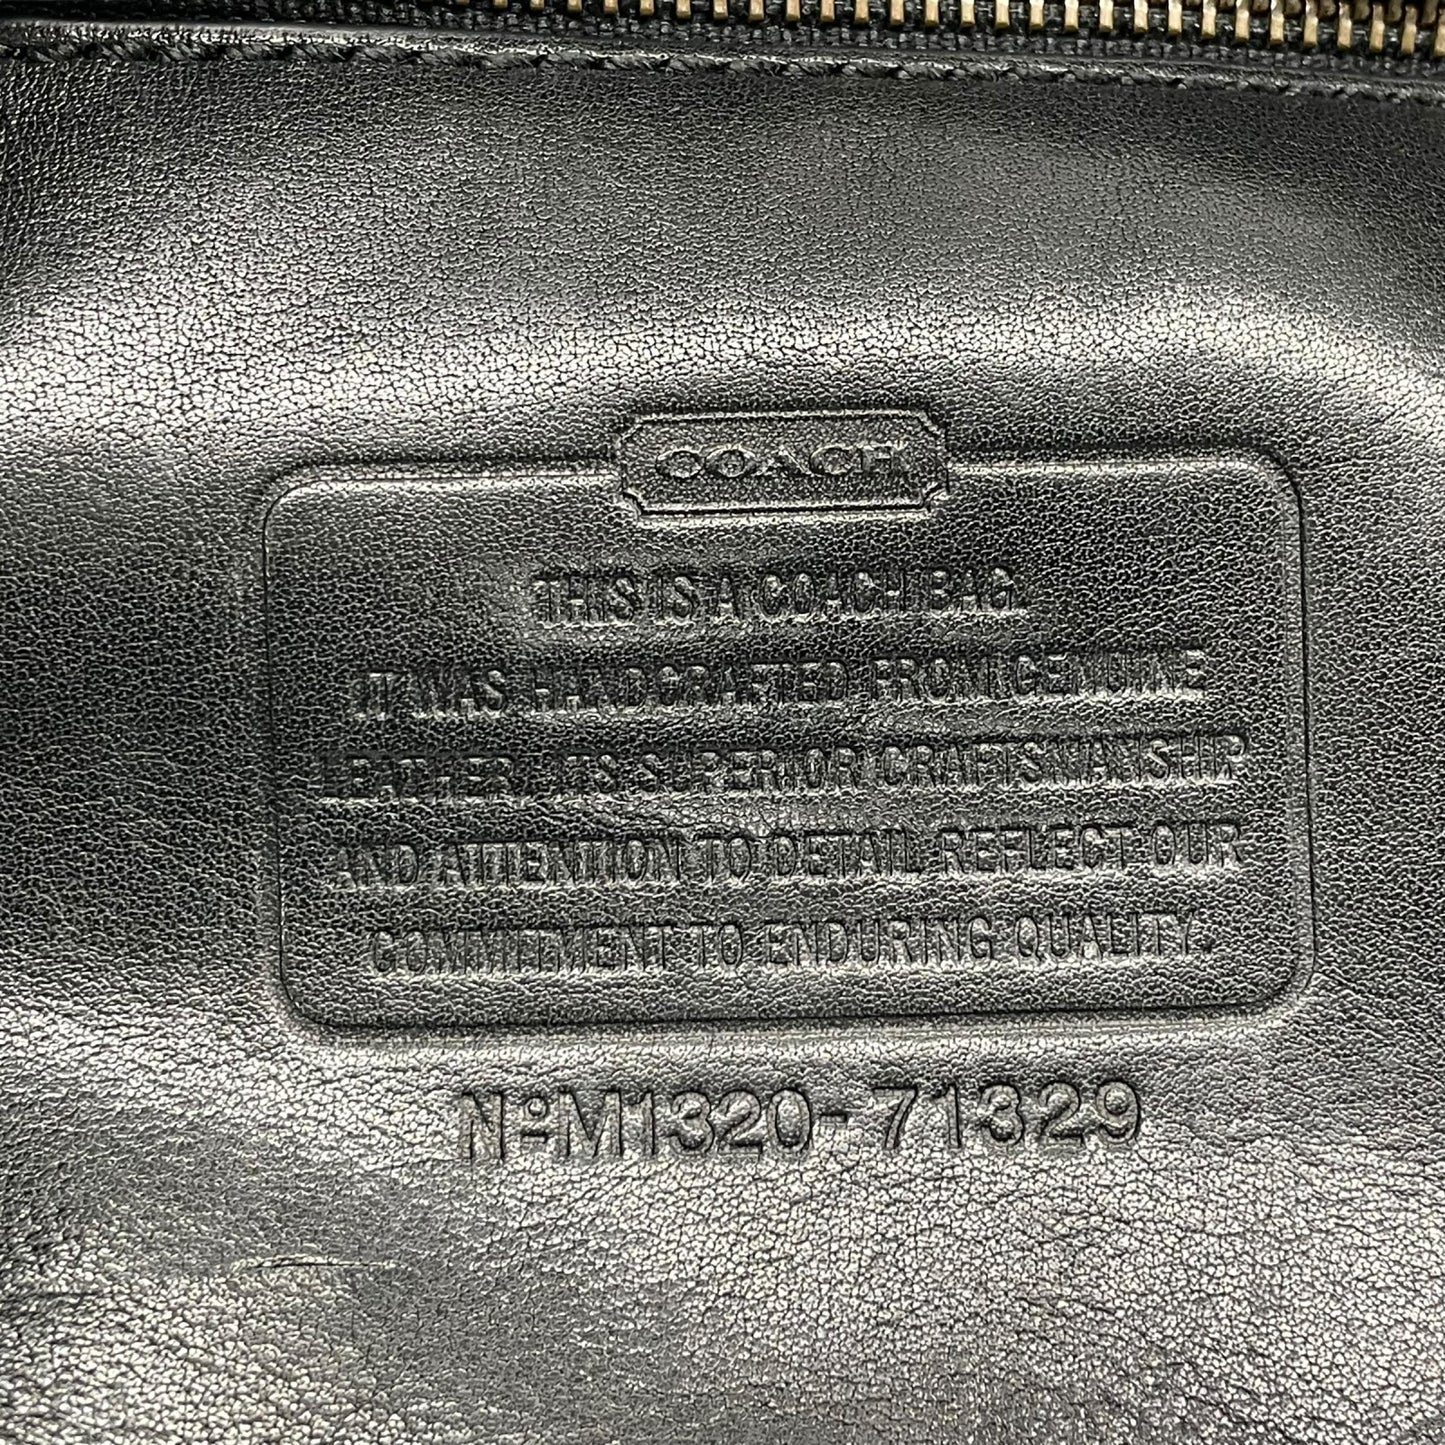 COACH
THIS IS A COACH BAG.
IT WAS HANDCRAFTED FROM GENUINE
LEATHER. ITS SUPERIOR CRAFTSMANSHIP
AND ATTENTION TO DETAIL REFLECT OUR
COMMITMENT TO ENDURING QUALITY.
NºM1320-71329